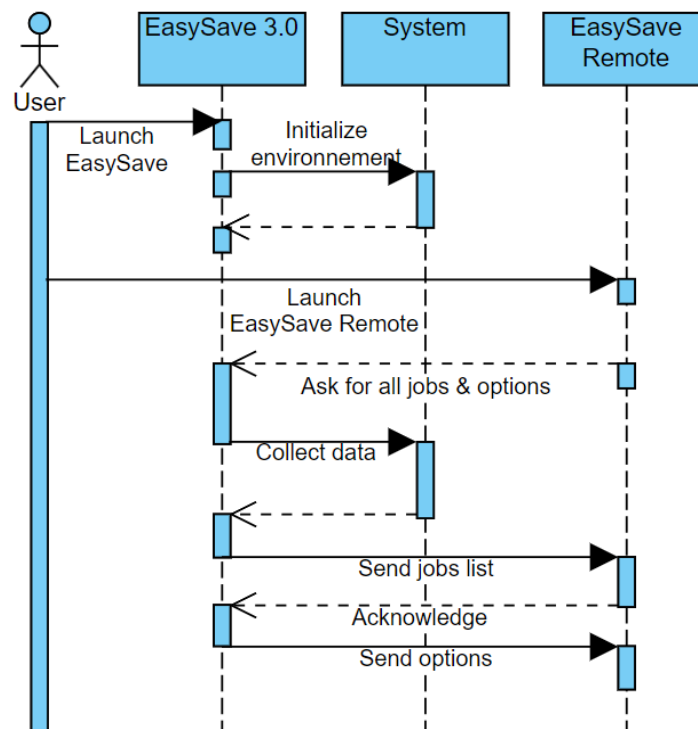 EasySave 3.0
System
EasySave
Remote
User
Launch
EasySave
Initialize
environnement
Launch
EasySave Remote
Ask for all jobs & options
Collect data
Send jobs list
Acknowledge
Send options